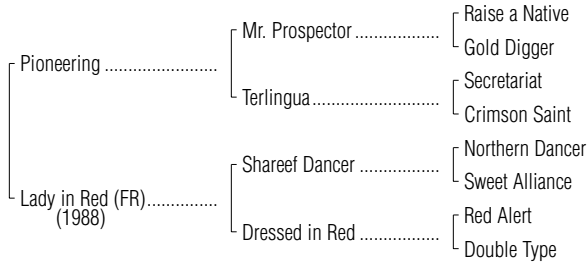 Raise a Native
Mr. Prospector ..................
Gold Digger
Pioneering ........................
Secretariat
Terlingua...........................
Crimson Saint
Northern Dancer
Shareef Dancer .................
Sweet Alliance
Lady in Red (FR)...............
(1988)
Red Alert
Dressed in Red .................
Double Type